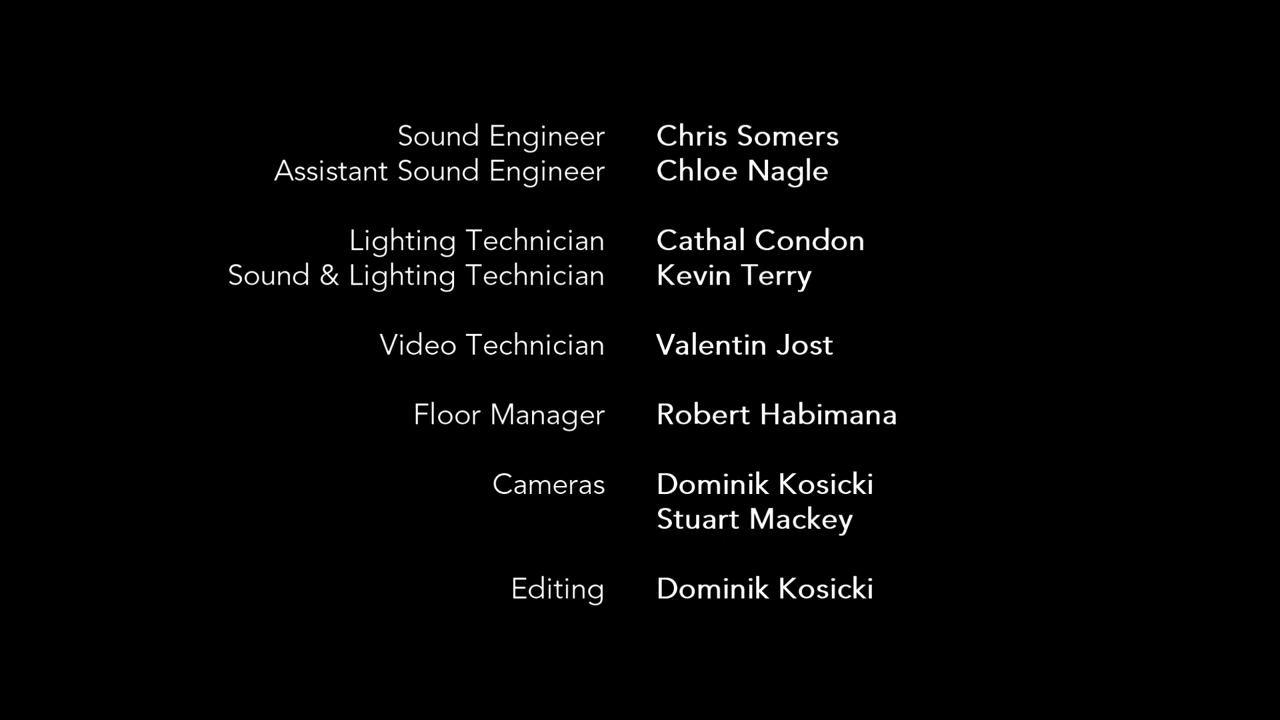 Sound Engineer Chris Somers
Assistant Sound Engineer Chloe Nagle
Lighting Technician Cathal Condon
Sound & Lighting Technician Kevin Terry
Video Technician Valentin Jost
Floor Manager Robert Habimana
Cameras Dominik Kosicki
Stuart Mackey
Editing Dominik Kosicki